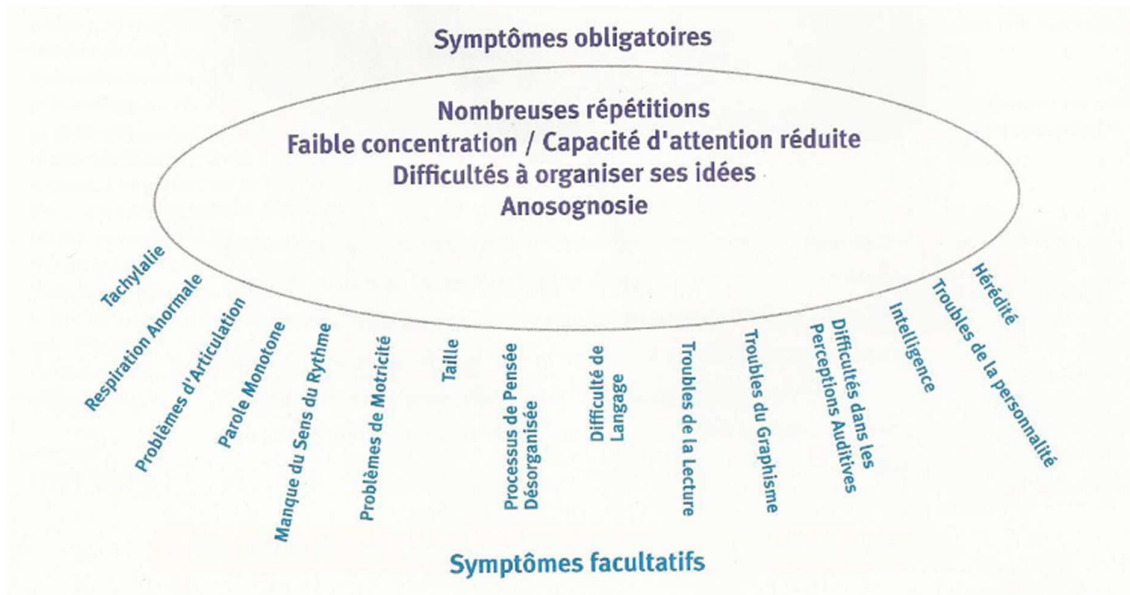 Symptômes obligatoires
Nombreuses répétitions
Faible concentration / Capacité d'attention réduite
Difficultés à organiser ses idées
Anosognosie
Tachylalie
Respiration Anormale
Problèmes d'Articulation
Parole Monotone
Manque du Sens du Rythme
Problèmes de Motricité
Taille
Processus de Pensée
Désorganisée
Difficulté de
Langage
Troubles de la Lecture
Troubles du Graphisme
Difficultés dans les
Perceptions Auditives
Intelligence
Troubles de la personnalité
Hérédité
Symptômes facultatifs